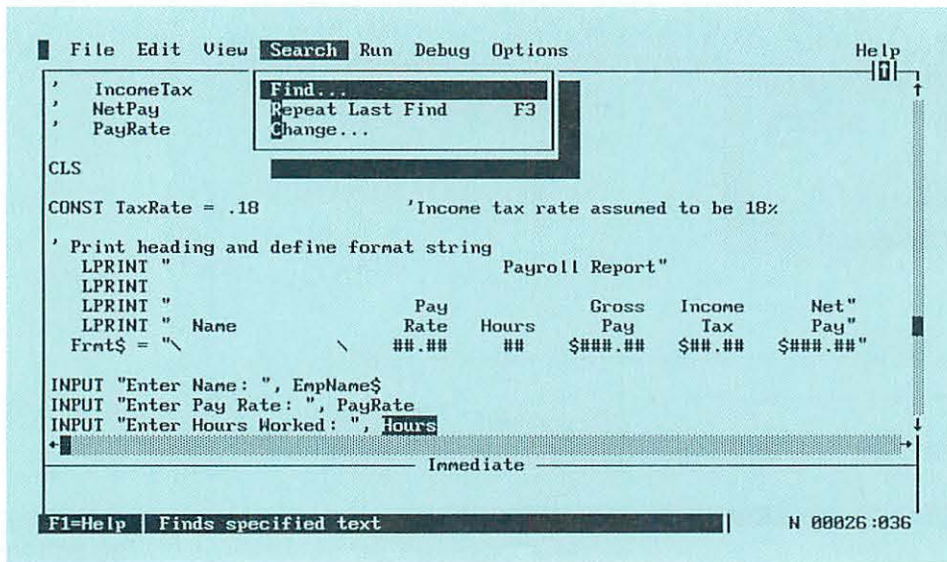 File Edit View Search Run Debug Options Help
' IncomeTax
' NetPay
' PayRate
Find...
Repeat Last Find F3
Change...
CLS
CONST TaxRate = .18 'Income tax rate assumed to be 18%
' Print heading and define format string
LPRINT " Payroll Report"
LPRINT
LPRINT " Pay Gross Income Net"
LPRINT " Name Rate Hours Pay Tax Pay"
Frmt$ = "\ \ ##.## ## $###.## $##.## $###.##"
INPUT "Enter Name: ", EmpName$
INPUT "Enter Pay Rate: ", PayRate
INPUT "Enter Hours Worked: ", Hours
Immediate
F1=Help Finds specified text N 00026:036